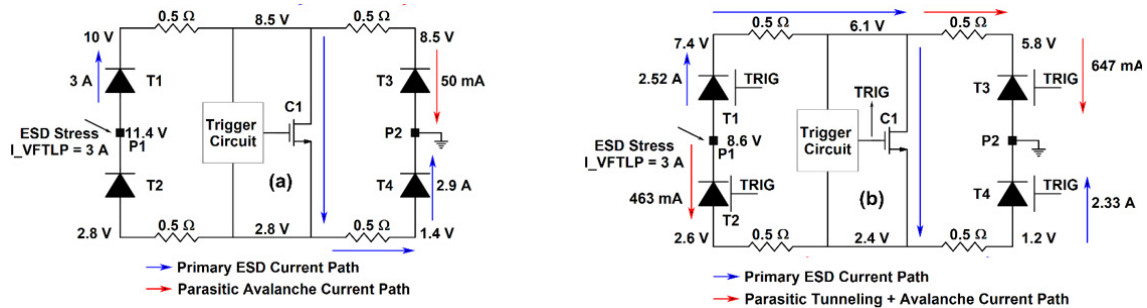 0.5 Ω
8.5 V
0.5 Ω
10 V
8.5 V
3 A
T1
T3
50 mA
C1
Trigger
Circuit
ESD Stress
I_VFTLP = 3 A
11.4 V
P1
P2
(a)
T2
T4
2.9 A
0.5 Ω
0.5 Ω
2.8 V
2.8 V
1.4 V
Primary ESD Current Path
Parasitic Avalanche Current Path
0.5 Ω
6.1 V
0.5 Ω
7.4 V
5.8 V
2.52 A
TRIG
T1
TRIG
C1
T3
TRIG
647 mA
Trigger
Circuit
ESD Stress
I_VFTLP = 3 A
8.6 V
P1
P2
463 mA
TRIG
T2
(b)
T4
TRIG
2.33 A
0.5 Ω
0.5 Ω
2.6 V
2.4 V
1.2 V
Primary ESD Current Path
Parasitic Tunneling + Avalanche Current Path